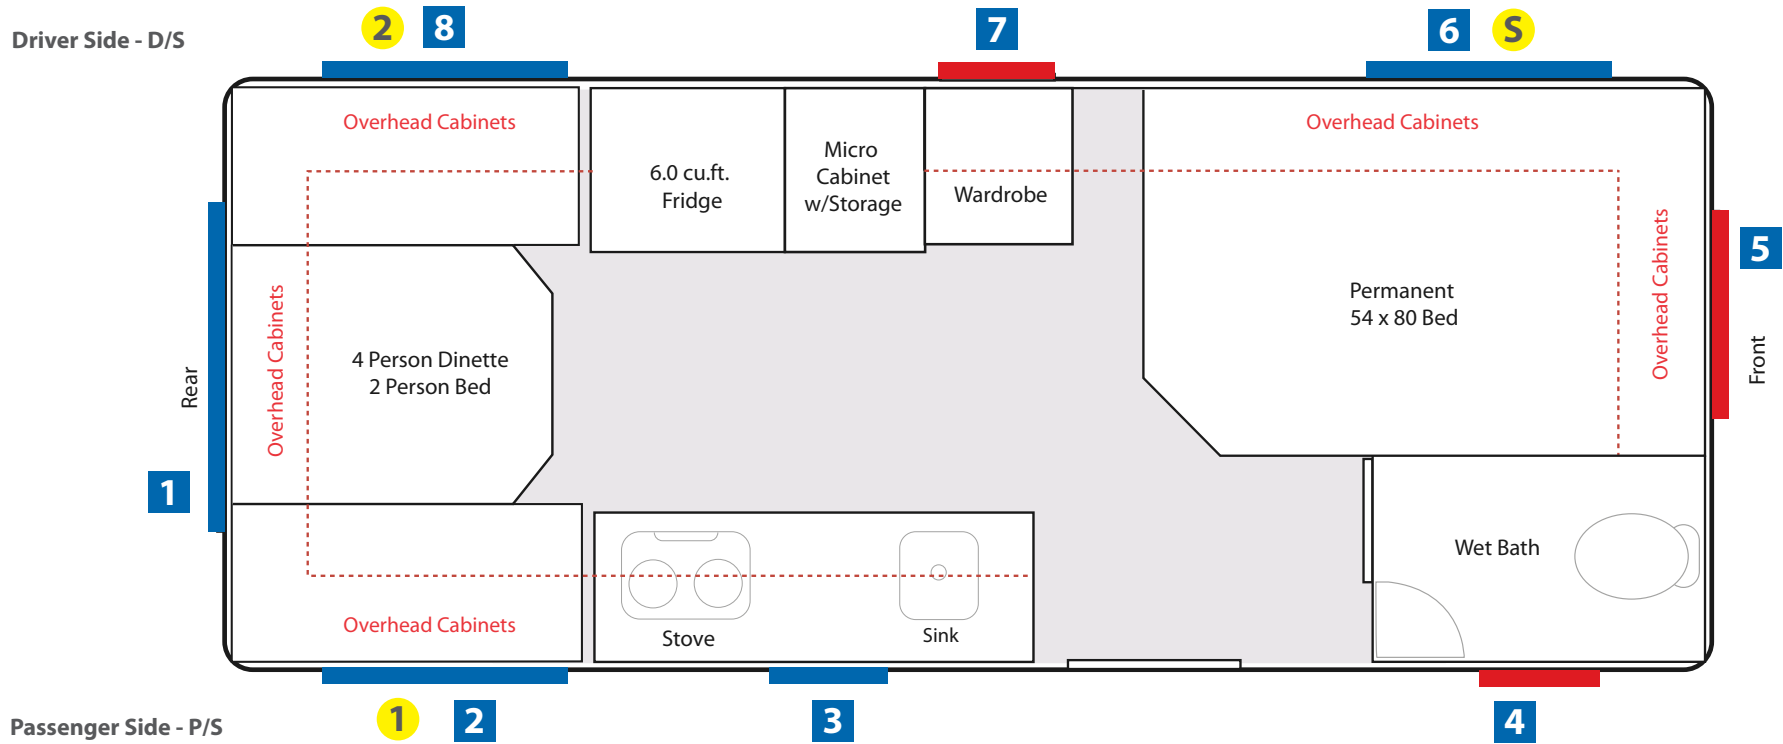 Driver Side - D/S
2
8
7
6
S
Overhead Cabinets
6.0 cu.ft.
Fridge
Micro
Cabinet
w/Storage
Wardrobe
Overhead Cabinets
Rear
1
Overhead Cabinets
4 Person Dinette
2 Person Bed
Permanent
54 x 80 Bed
Overhead Cabinets
5
Front
Overhead Cabinets
Stove
Sink
Wet Bath
Passenger Side - P/S
1
2
3
4